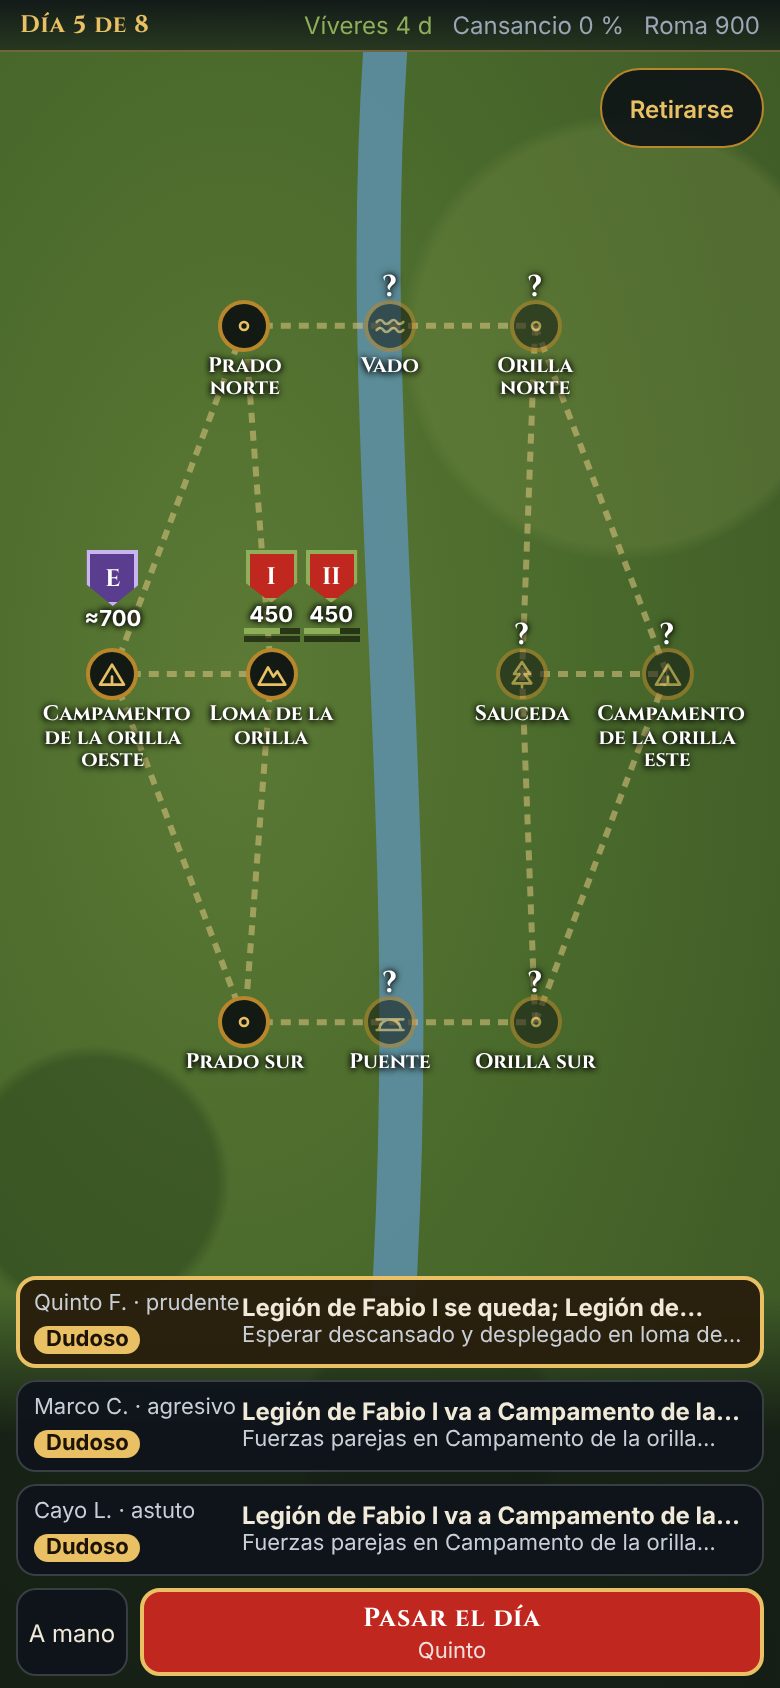 Día 5 de 8
Víveres 4 d Cansancio 0 % Roma 900
Retirarse
? ?
Prado norte
Vado
Orilla norte
E
≈700
I II
450 450
? ?
Campamento de la orilla oeste
Loma de la orilla
Sauceda
Campamento de la orilla este
? ?
Prado sur
Puente
Orilla sur
Quinto F. · prudente
Dudoso
Legión de Fabio I se queda; Legión de...
Esperar descansado y desplegado en loma de...
Marco C. · agresivo
Dudoso
Legión de Fabio I va a Campamento de la...
Fuerzas parejas en Campamento de la orilla...
Cayo L. · astuto
Dudoso
Legión de Fabio I va a Campamento de la...
Fuerzas parejas en Campamento de la orilla...
A mano
Pasar el día
Quinto